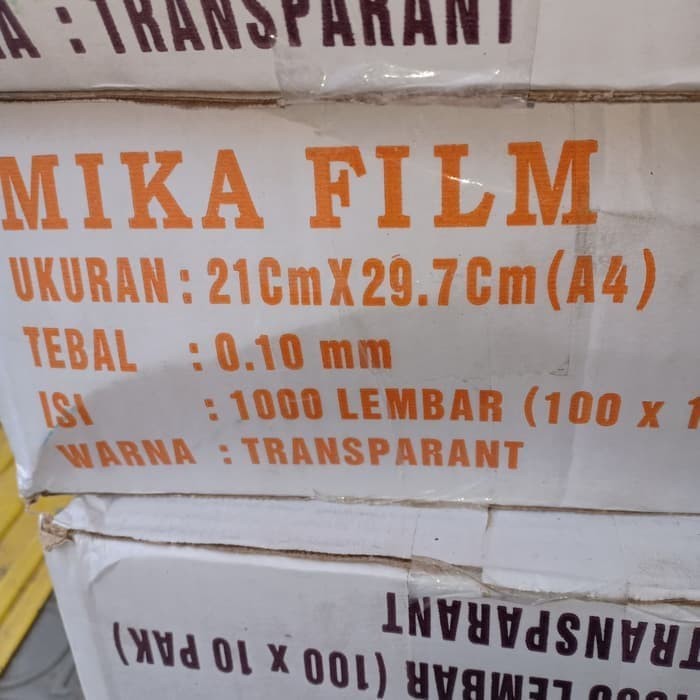 : TRANSPARANT
MIKA FILM
UKURAN : 21CmX29.7Cm(A4)
TEBAL : 0.10 mm
ISI : 1000 LEMBAR (100 x 1
WARNA : TRANSPARANT
TRANSPARANT
LEMBAR (100 x 10 PAK)